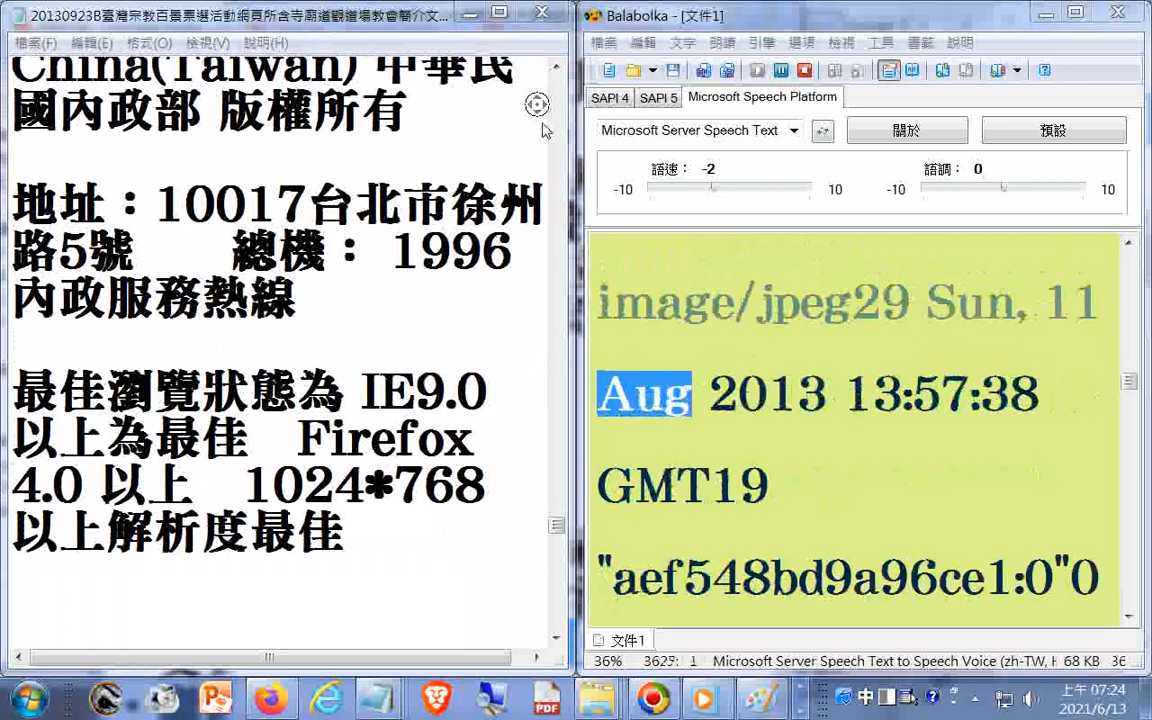 20130923B臺灣宗教百景票選活動網頁所含寺廟道觀道場教會簡介文...
檔案(F) 編輯(E) 格式(O) 檢視(V) 說明(H)
China(Taiwan) 中華民
國內政部 版權所有
地址：10017台北市徐州
路5號 總機： 1996
內政服務熱線
最佳瀏覽狀態為 IE9.0
以上為最佳 Firefox
4.0 以上 1024*768
以上解析度最佳
Balabolka - [文件1]
檔案 編輯 文字 朗讀 引擎 選項 檢視 工具 書籤 說明
SAPI 4 SAPI 5 Microsoft Speech Platform
Microsoft Server Speech Text 關於 預設
語速： -2 語調： 0
-10 10 -10 10
image/jpeg29 Sun, 11
Aug 2013 13:57:38
GMT19
"aef548bd9a96ce1:0"0
文件1
36% 3625: 1 Microsoft Server Speech Text to Speech Voice (zh-TW, H 68 KB 36
中 上午 07:24
2021/6/13